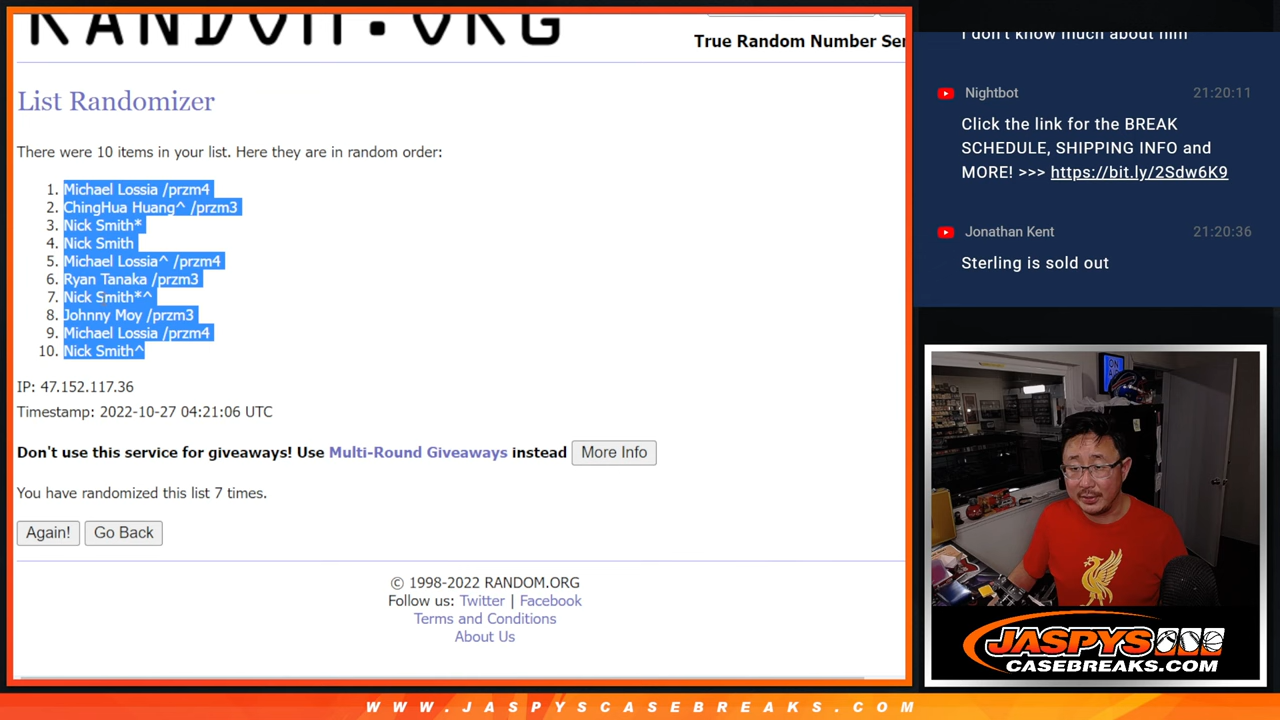 RANDOM.ORG
True Random Number Ser
List Randomizer
There were 10 items in your list. Here they are in random order:
1. Michael Lossia /przm4
2. ChingHua Huang^ /przm3
3. Nick Smith*
4. Nick Smith
5. Michael Lossia^ /przm4
6. Ryan Tanaka /przm3
7. Nick Smith*^
8. Johnny Moy /przm3
9. Michael Lossia /przm4
10. Nick Smith^
IP: 47.152.117.36
Timestamp: 2022-10-27 04:21:06 UTC
Don't use this service for giveaways! Use Multi-Round Giveaways instead More Info
You have randomized this list 7 times.
Again! Go Back
© 1998-2022 RANDOM.ORG
Follow us: Twitter | Facebook
Terms and Conditions
About Us
I don't know much about him
Nightbot 21:20:11
Click the link for the BREAK
SCHEDULE, SHIPPING INFO and
MORE! >>> https://bit.ly/2Sdw6K9
Jonathan Kent 21:20:36
Sterling is sold out
ON
JASPYS
CASEBREAKS.COM
WWW.JASPYSCASEBREAKS.COM